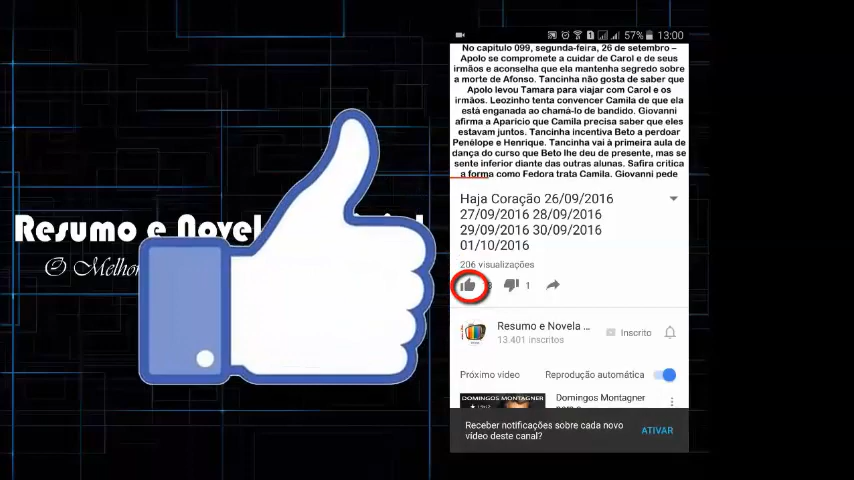 Resumo e Novel
O Melhor
57% 13:00
No capítulo 099, segunda-feira, 26 de setembro –
Apolo se compromete a cuidar de Carol e de seus
irmãos e aconselha que ela mantenha segredo sobre
a morte de Afonso. Tancinha não gosta de saber que
Apolo levou Tamara para viajar com Carol e os
irmãos. Leozinho tenta convencer Camila de que ela
está enganada ao chamá-lo de bandido. Giovanni
afirma a Aparício que Camila precisa saber que eles
estavam juntos. Tancinha incentiva Beto a perdoar
Penélope e Henrique. Tancinha vai à primeira aula de
dança do curso que Beto lhe deu de presente, mas se
sente inferior diante das outras alunas. Safira critica
a forma como Fedora trata Camila. Giovanni pede
Haja Coração 26/09/2016
27/09/2016 28/09/2016
29/09/2016 30/09/2016
01/10/2016
206 visualizações
1
Resumo e Novela ...
Inscrito
13.401 inscritos
Próximo vídeo Reprodução automática
DOMINGOS MONTAGNER
Domingos Montagner
Receber notificações sobre cada novo
vídeo deste canal?
ATIVAR